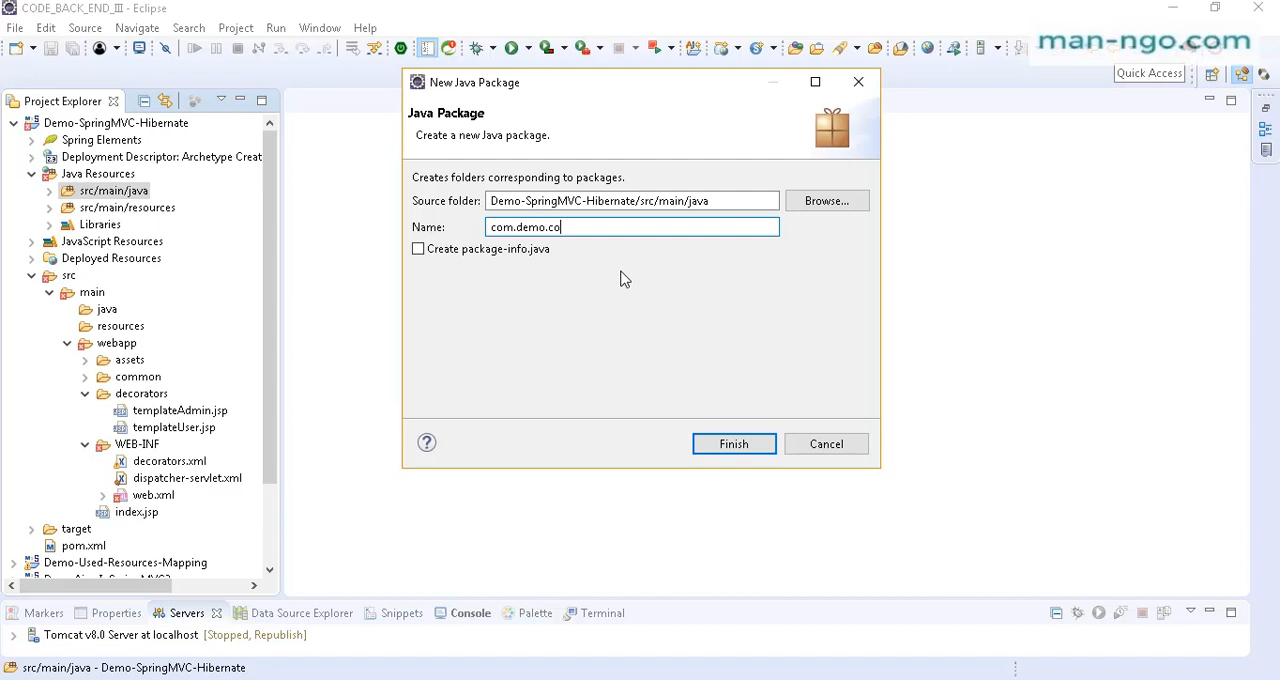 CODE_BACK_END_III - Eclipse
File Edit Source Navigate Search Project Run Window Help
man-ngo.com
Quick Access
Project Explorer
Demo-SpringMVC-Hibernate
Spring Elements
Deployment Descriptor: Archetype Creat
Java Resources
src/main/java
src/main/resources
Libraries
JavaScript Resources
Deployed Resources
src
main
java
resources
webapp
assets
common
decorators
templateAdmin.jsp
templateUser.jsp
WEB-INF
decorators.xml
dispatcher-servlet.xml
web.xml
index.jsp
target
pom.xml
Demo-Used-Resources-Mapping
New Java Package
Java Package
Create a new Java package.
Creates folders corresponding to packages.
Source folder: Demo-SpringMVC-Hibernate/src/main/java Browse...
Name: com.demo.co
Create package-info.java
Finish Cancel
Markers Properties Servers Data Source Explorer Snippets Console Palette Terminal
Tomcat v8.0 Server at localhost [Stopped, Republish]
src/main/java - Demo-SpringMVC-Hibernate